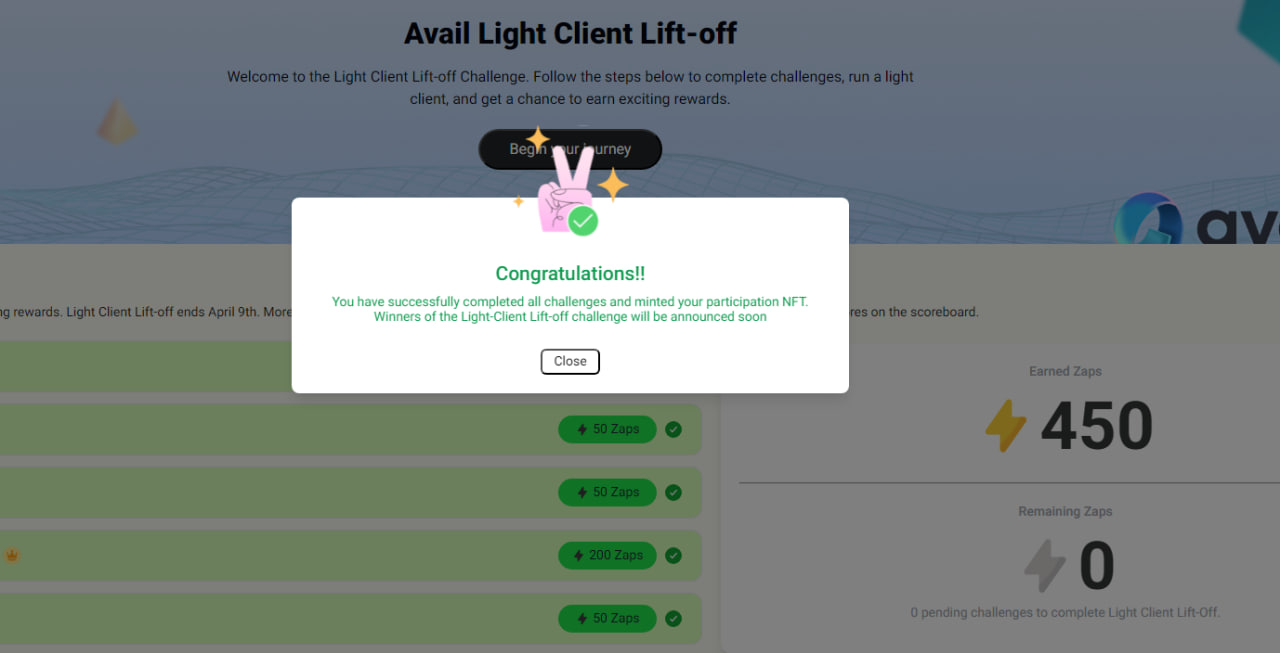 Avail Light Client Lift-off
Welcome to the Light Client Lift-off Challenge. Follow the steps below to complete challenges, run a light
client, and get a chance to earn exciting rewards.
Begin your journey
Congratulations!!
You have successfully completed all challenges and minted your participation NFT.
Winners of the Light-Client Lift-off challenge will be announced soon
Close
ng rewards. Light Client Lift-off ends April 9th. More
res on the scoreboard.
50 Zaps
50 Zaps
200 Zaps
50 Zaps
Earned Zaps
450
Remaining Zaps
0
0 pending challenges to complete Light Client Lift-Off.